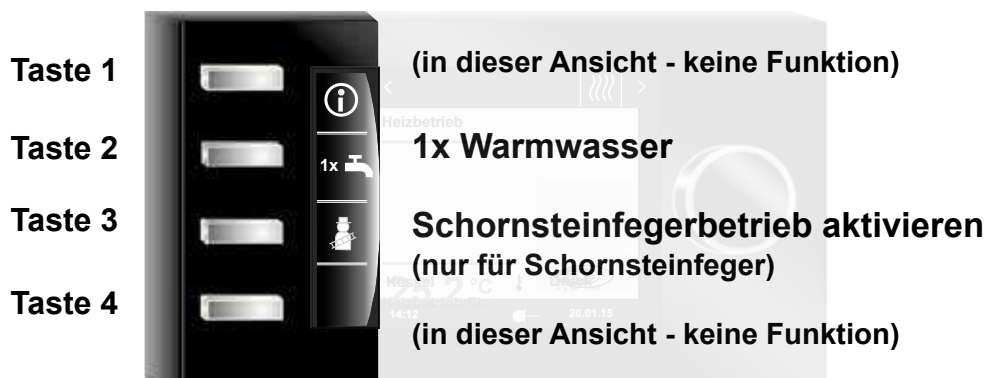 Taste 1
(in dieser Ansicht - keine Funktion)
Heizbetrieb
Taste 2
1x
1x Warmwasser
Taste 3
Schornsteinfegerbetrieb aktivieren
(nur für Schornsteinfeger)
Kessel
°C
Taste 4
14:12
20.01.15
(in dieser Ansicht - keine Funktion)